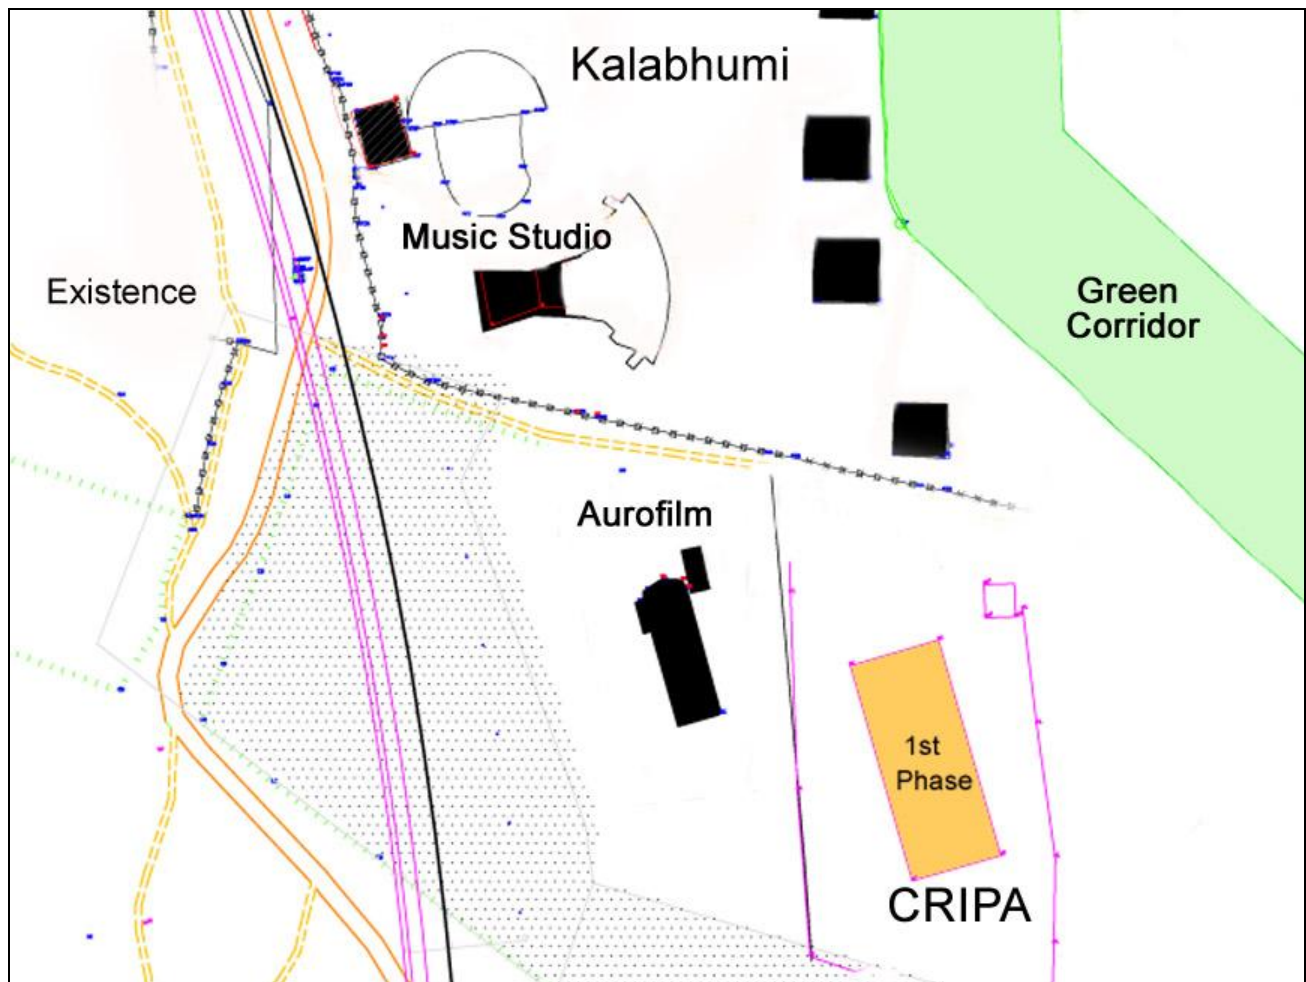 Kalabhumi
Music Studio
Existence
Green
Corridor
Aurofilm
1st
Phase
CRIPA